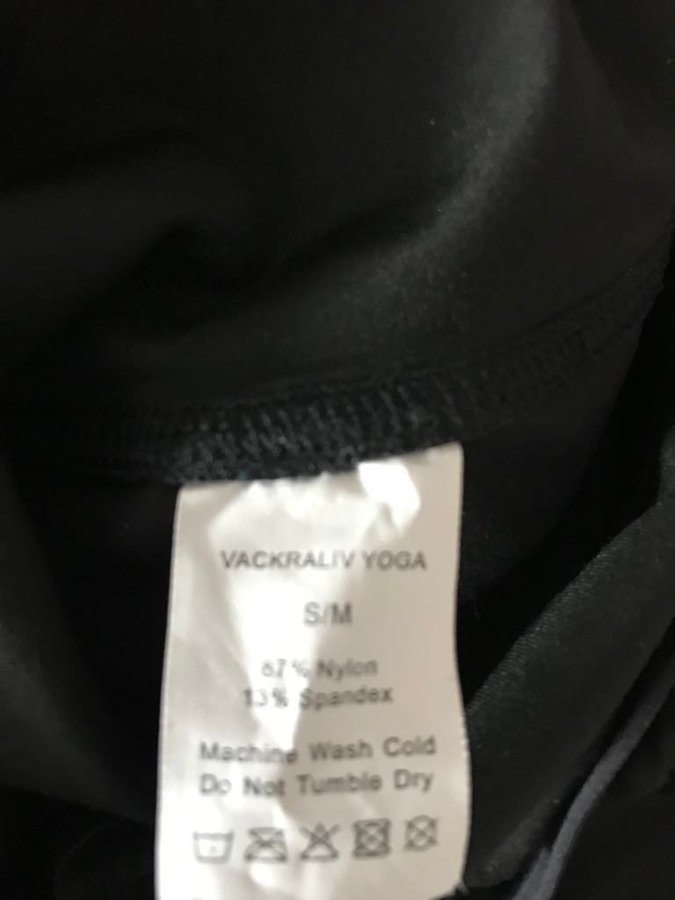 VACKRALIV YOGA
S/M
87% Nylon
13% Spandex
Machine Wash Cold
Do Not Tumble Dry